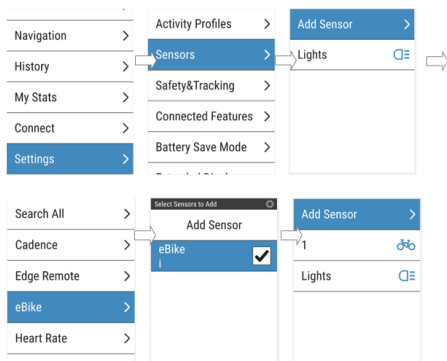 Navigation
History
My Stats
Connect
Settings
Activity Profiles
Sensors
Safety&Tracking
Connected Features
Battery Save Mode
Add Sensor
Lights
Search All
Cadence
Edge Remote
eBike
Heart Rate
Select Sensors to Add
Add Sensor
eBike
i
Add Sensor
1
Lights